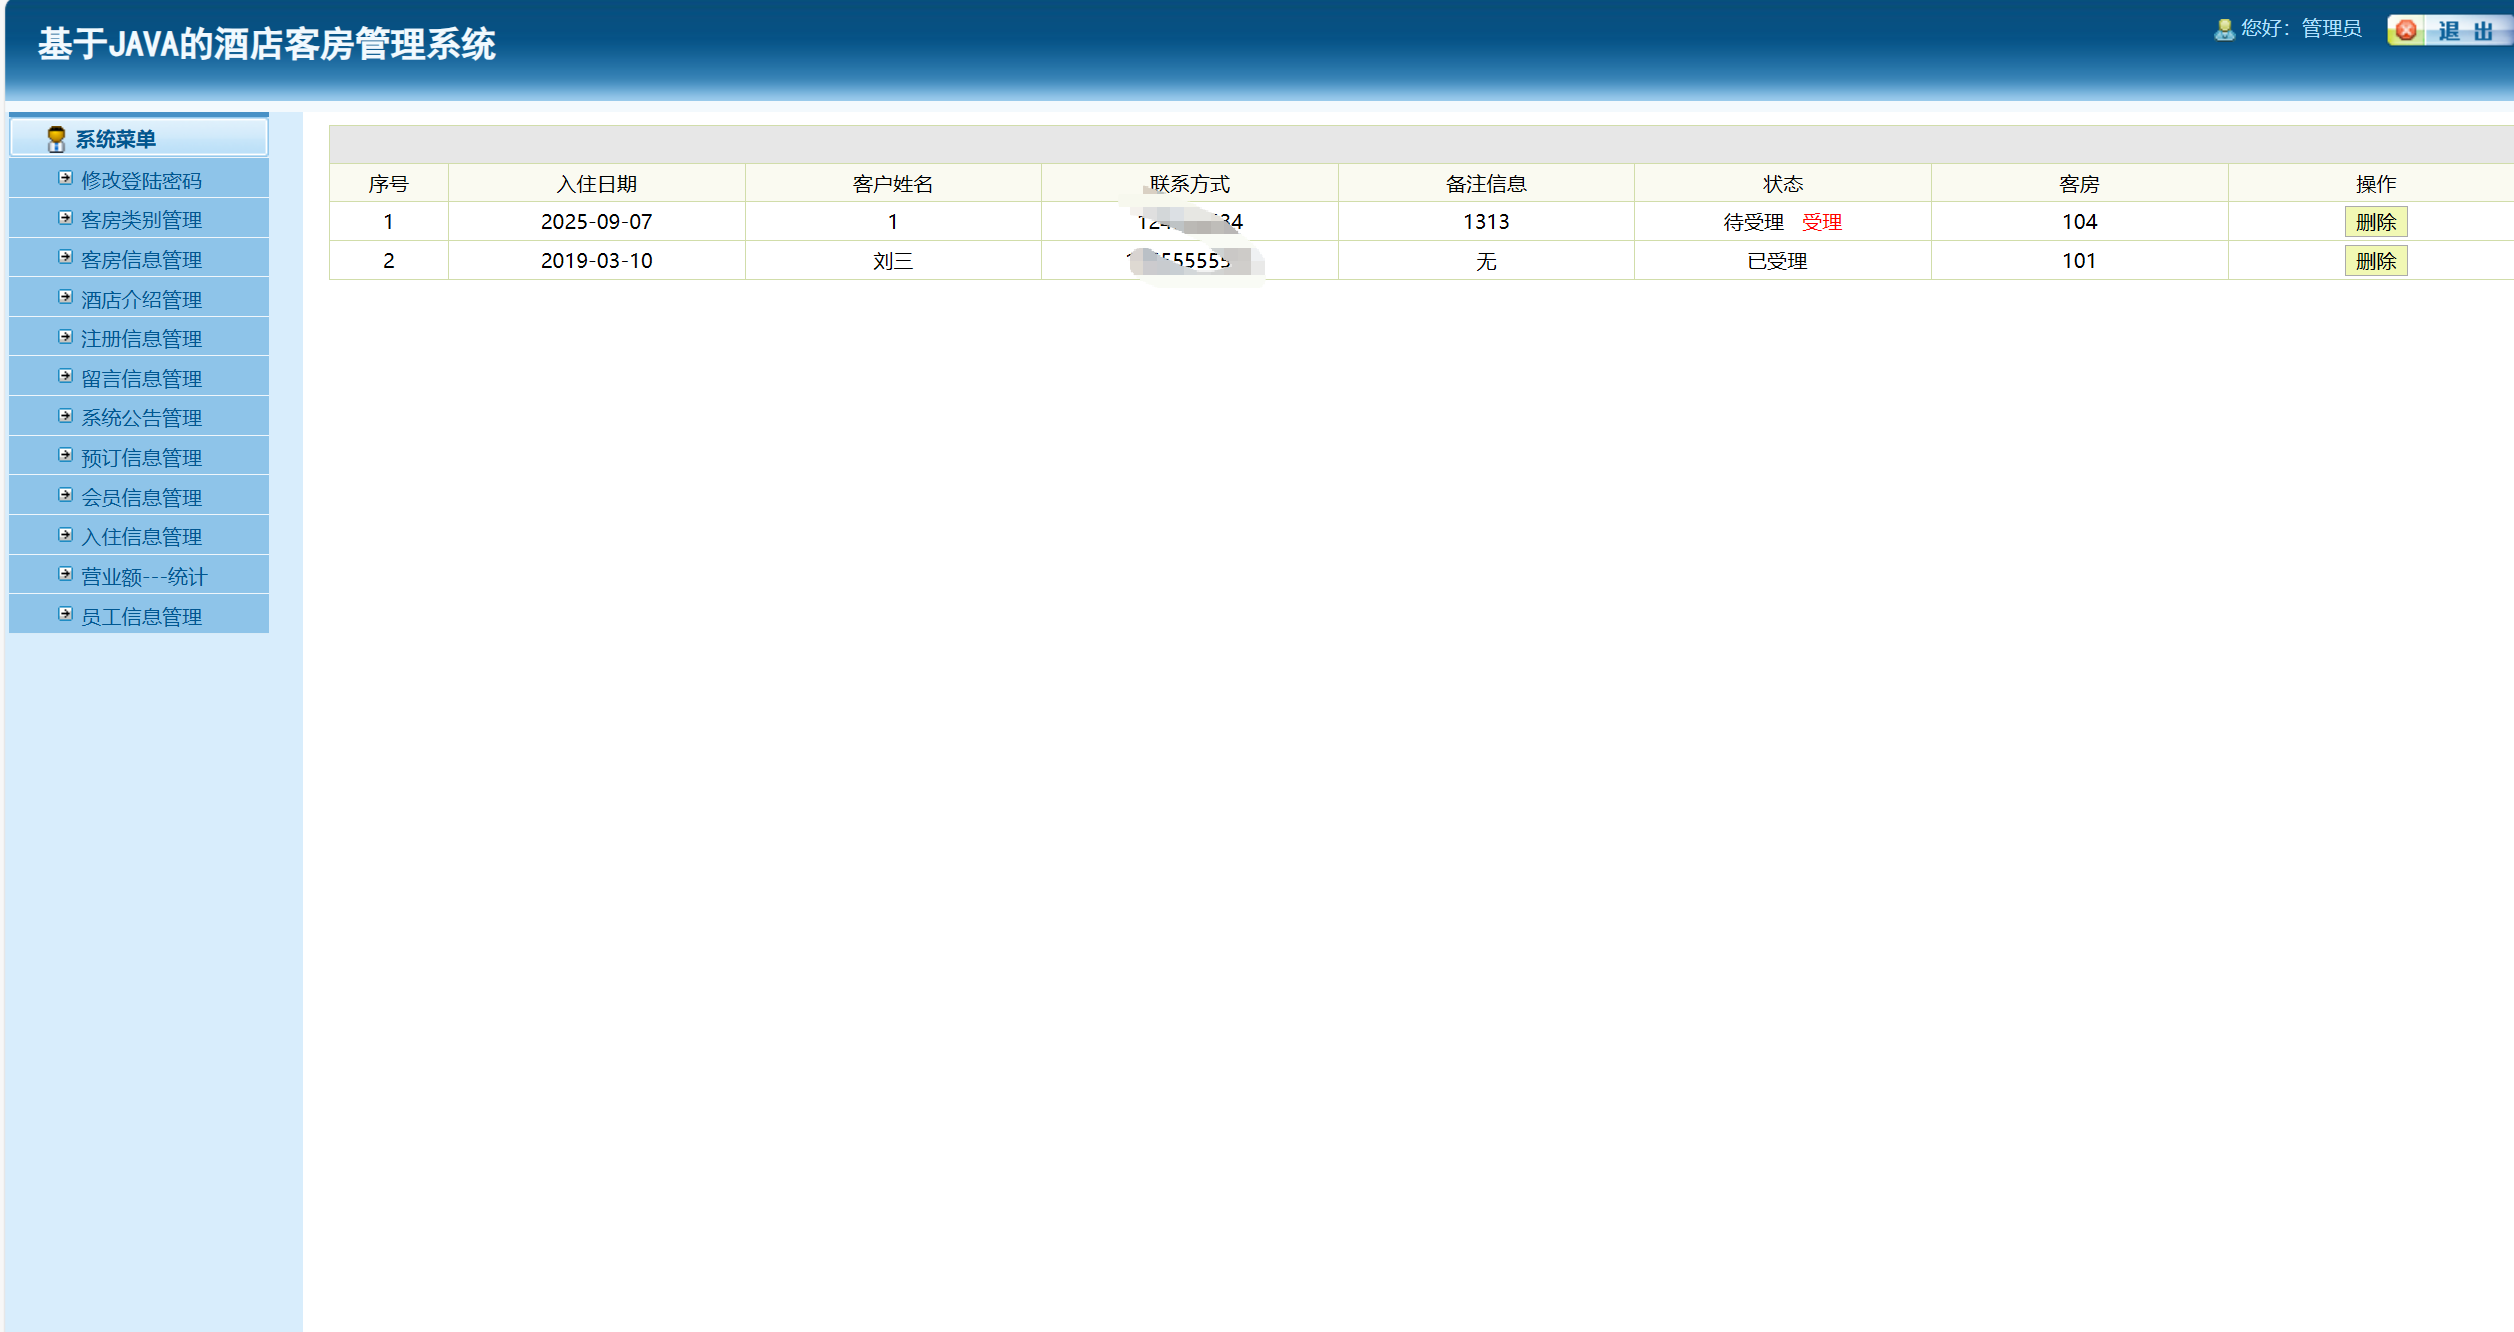 基于JAVA的酒店客房管理系统
您好：管理员 退 出
系统菜单
修改登陆密码
客房类别管理
客房信息管理
酒店介绍管理
注册信息管理
留言信息管理
系统公告管理
预订信息管理
会员信息管理
入住信息管理
营业额---统计
员工信息管理
序号 入住日期 客户姓名 联系方式 备注信息 状态 客房 操作
1 2025-09-07 1 1313 待受理 受理 104 删除
2 2019-03-10 刘三 无 已受理 101 删除